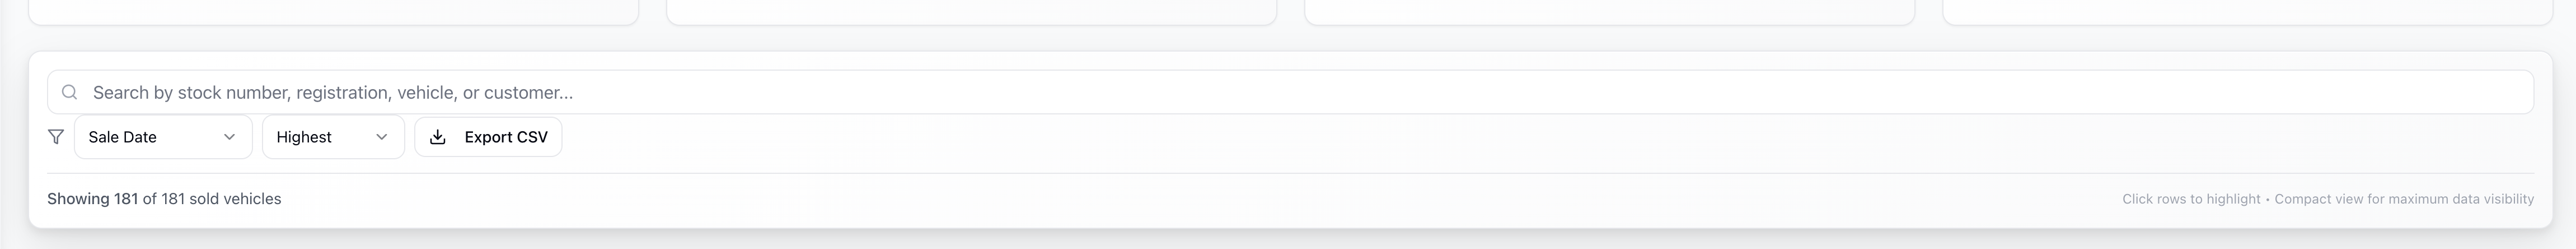 Search by stock number, registration, vehicle, or customer...
Sale Date
Highest
Export CSV
Showing 181 of 181 sold vehicles
Click rows to highlight • Compact view for maximum data visibility